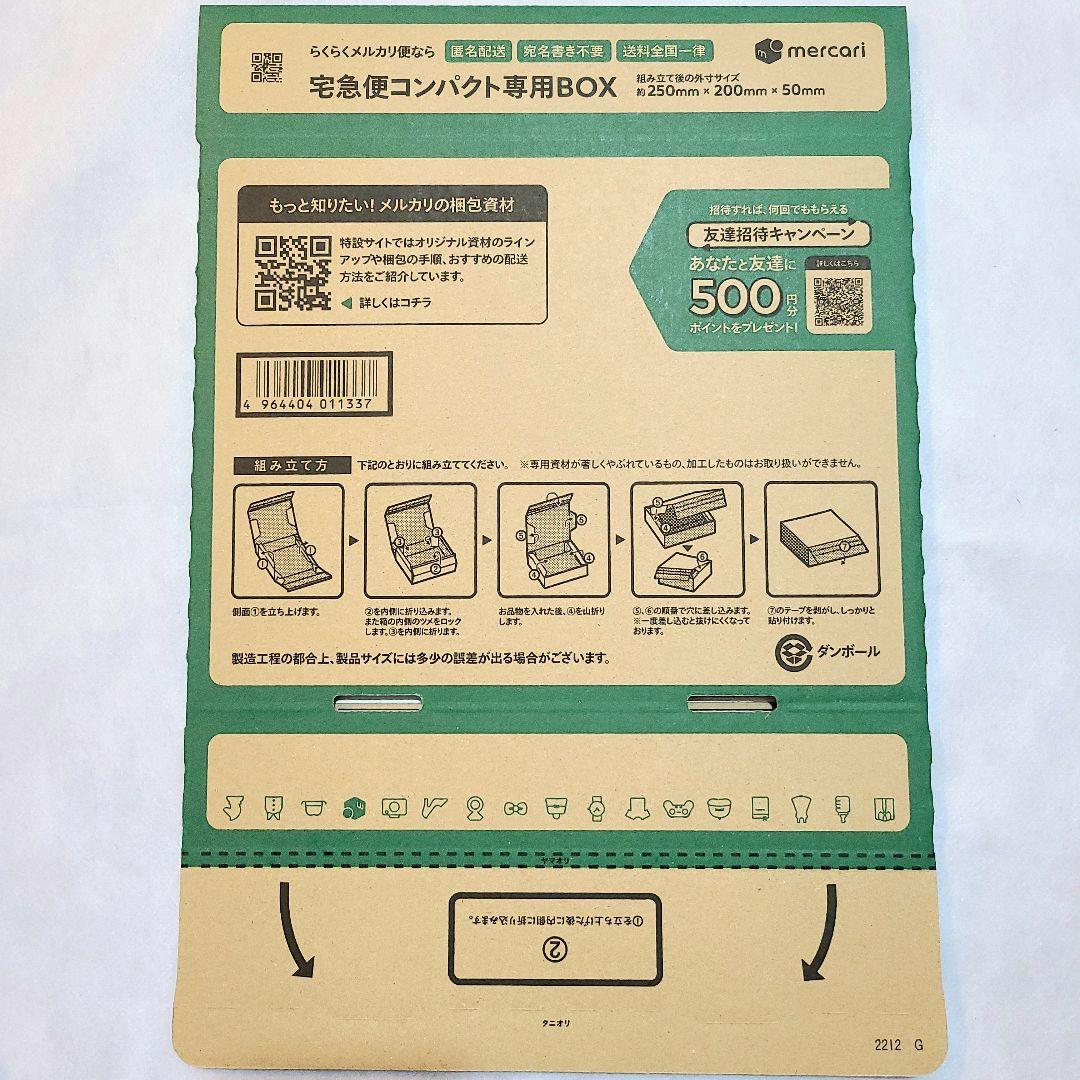 らくらくメルカリ便なら 匿名配送 宛名書き不要 送料全国一律
宅急便コンパクト専用BOX
組み立て後の外寸サイズ
約250mm×200mm×50mm
mercari
もっと知りたい！メルカリの梱包資材
特設サイトではオリジナル資材のライン
アップや梱包の手順、おすすめの配送
方法をご紹介しています。
◀ 詳しくはコチラ
招待すれば、何回でももらえる
友達招待キャンペーン
あなたと友達に
500円分
ポイントをプレゼント!
詳しくはこちら
4 964404 011337
組み立て方 下記のとおりに組み立ててください。 ※専用資材が著しくやぶれているもの、加工したものはお取り扱いができません。
側面①を立ち上げます。
②を内側に折り込みます。
また箱の内側のツメをロック
します。③を内側に折ります。
お品物を入れた後、④を山折り
します。
⑤、⑥の順番で穴に差し込みます。
※一度差し込むと抜けにくくなって
おります。
⑦のテープを剥がし、しっかりと
貼り付けます。
製造工程の都合上、製品サイズには多少の誤差が出る場合がございます。
ダンボール
ヤマオリ
①を立ち上げた後に内側に折り込みます。
②
タニオリ
2212 G